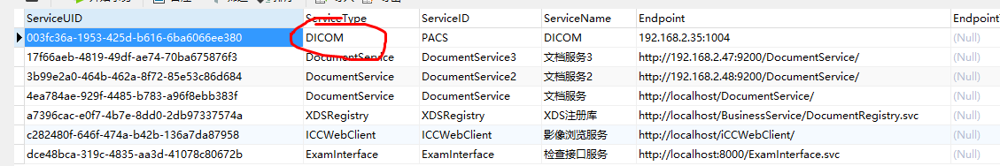 ServiceUID ServiceType ServiceID ServiceName Endpoint Endpoint
003fc36a-1953-425d-b616-6ba6066ee380 DICOM PACS DICOM 192.168.2.35:1004 (Null)
17f66aeb-4819-49df-ae74-70ba675876f3 DocumentService DocumentService3 文档服务3 http://192.168.2.47:9200/DocumentService/ (Null)
3b99e2a0-464b-462a-8f72-85e53c86d684 DocumentService DocumentService2 文档服务2 http://192.168.2.48:9200/DocumentService/ (Null)
4ea784ae-929f-4485-b783-a96f8ebb383f DocumentService DocumentService 文档服务 http://localhost/DocumentService/ (Null)
a7396cac-e0f7-4b7e-8dd0-2db97337574a XDSRegistry XDSRegistry XDS注册库 http://localhost/BusinessService/DocumentRegistry.svc (Null)
c282480f-646f-474a-b42b-136a7da87958 ICCWebClient ICCWebClient 影像浏览服务 http://localhost/iCCWebClient/ (Null)
dce48bca-319c-4835-aa3d-41078c80672b ExamInterface ExamInterface 检查接口服务 http://localhost:8000/ExamInterface.svc (Null)